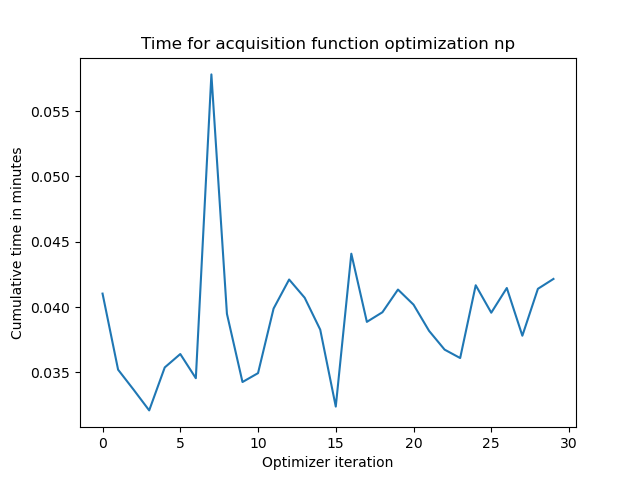 Time for acquisition function optimization np
Cumulative time in minutes
0.055
0.050
0.045
0.040
0.035
0 5 10 15 20 25 30
Optimizer iteration